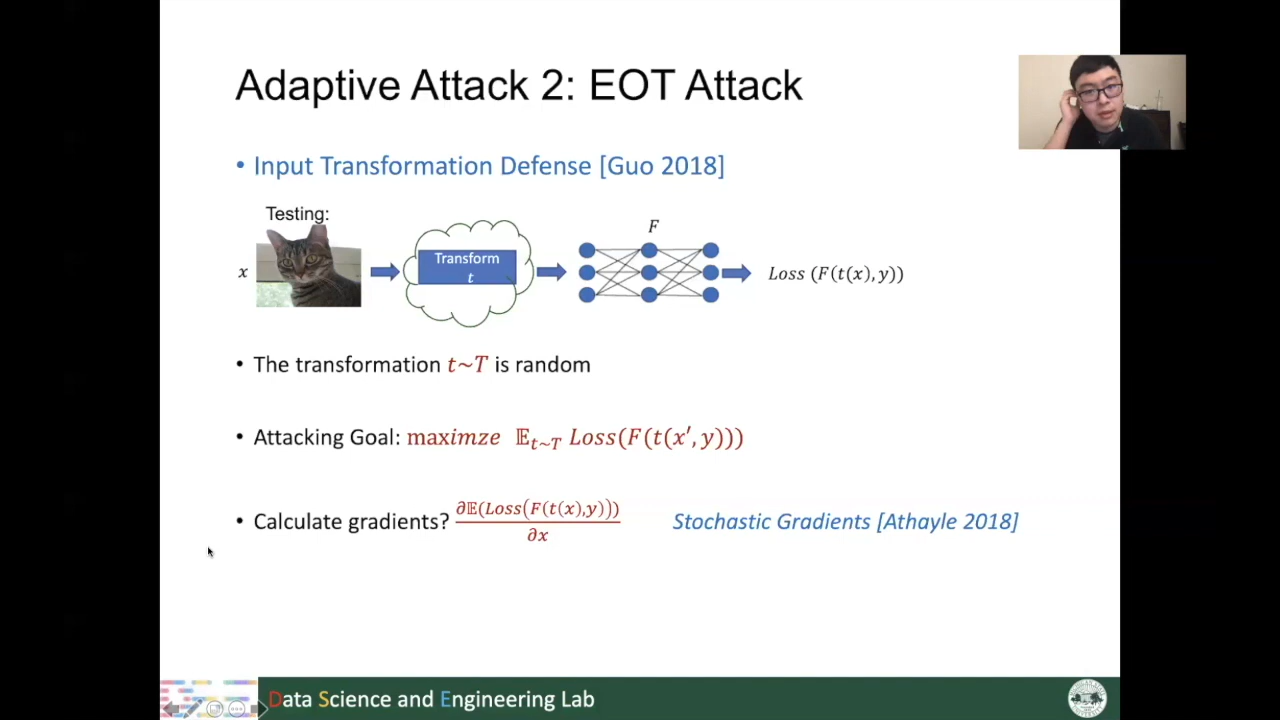 Adaptive Attack 2: EOT Attack
• Input Transformation Defense [Guo 2018]
Testing:
F
Transform
x
t
Loss (F(t(x),y))
• The transformation t~T is random
• Attacking Goal: maximze 𝔼t~T Loss(F(t(x′,y)))
• Calculate gradients? ∂𝔼(Loss(F(t(x),y))) / ∂x Stochastic Gradients [Athayle 2018]
Data Science and Engineering Lab